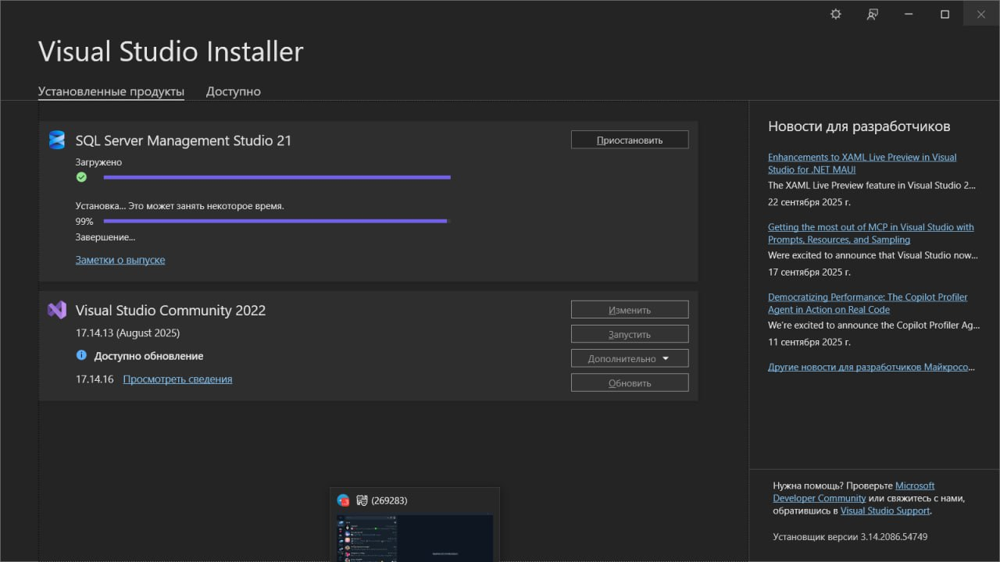 Visual Studio Installer
Установленные продукты
Доступно
SQL Server Management Studio 21
Приостановить
Загружено
Установка... Это может занять некоторое время.
99%
Завершение...
Заметки о выпуске
Visual Studio Community 2022
Изменить
17.14.13 (August 2025)
Запустить
Доступно обновление
Дополнительно
17.14.16 Просмотреть сведения
Обновить
(269283)
Новости для разработчиков
Enhancements to XAML Live Preview in Visual
Studio for .NET MAUI
The XAML Live Preview feature in Visual Studio 2...
22 сентября 2025 г.
Getting the most out of MCP in Visual Studio with
Prompts, Resources, and Sampling
Were excited to announce that Visual Studio now...
17 сентября 2025 г.
Democratizing Performance: The Copilot Profiler
Agent in Action on Real Code
We're excited to announce the Copilot Profiler Ag...
11 сентября 2025 г.
Другие новости для разработчиков Майкросо...
Нужна помощь? Проверьте Microsoft
Developer Community или свяжитесь с нами,
обратившись в Visual Studio Support.
Установщик версии 3.14.2086.54749